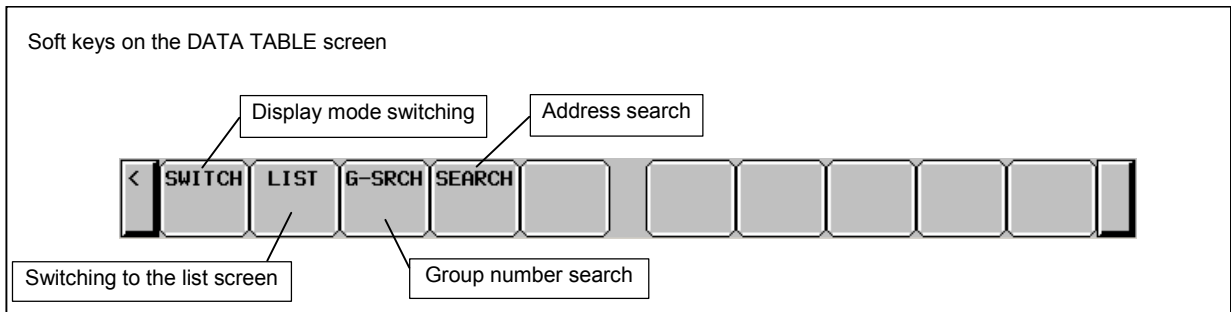 Soft keys on the DATA TABLE screen
Display mode switching
Address search
< SWITCH LIST G-SRCH SEARCH
Switching to the list screen
Group number search